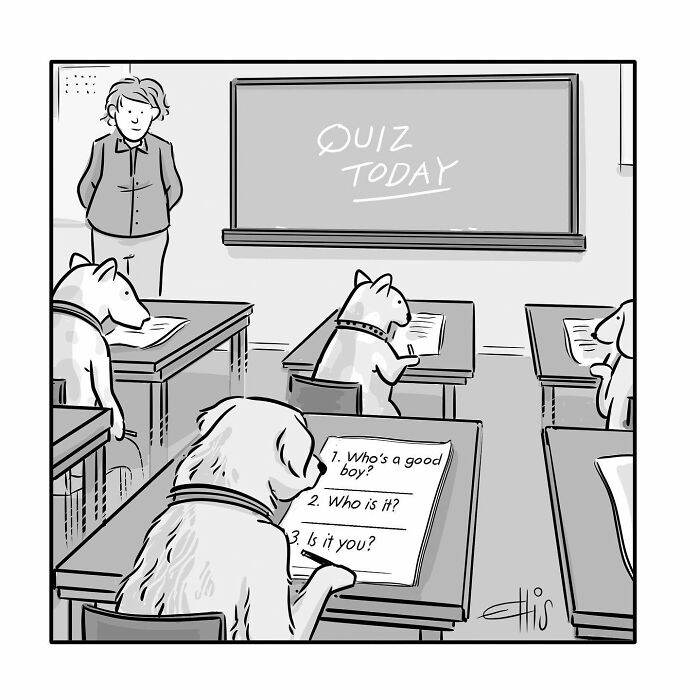 QUIZ
TODAY
1. Who's a good
boy?
2. Who is it?
3. Is it you?
Ellis